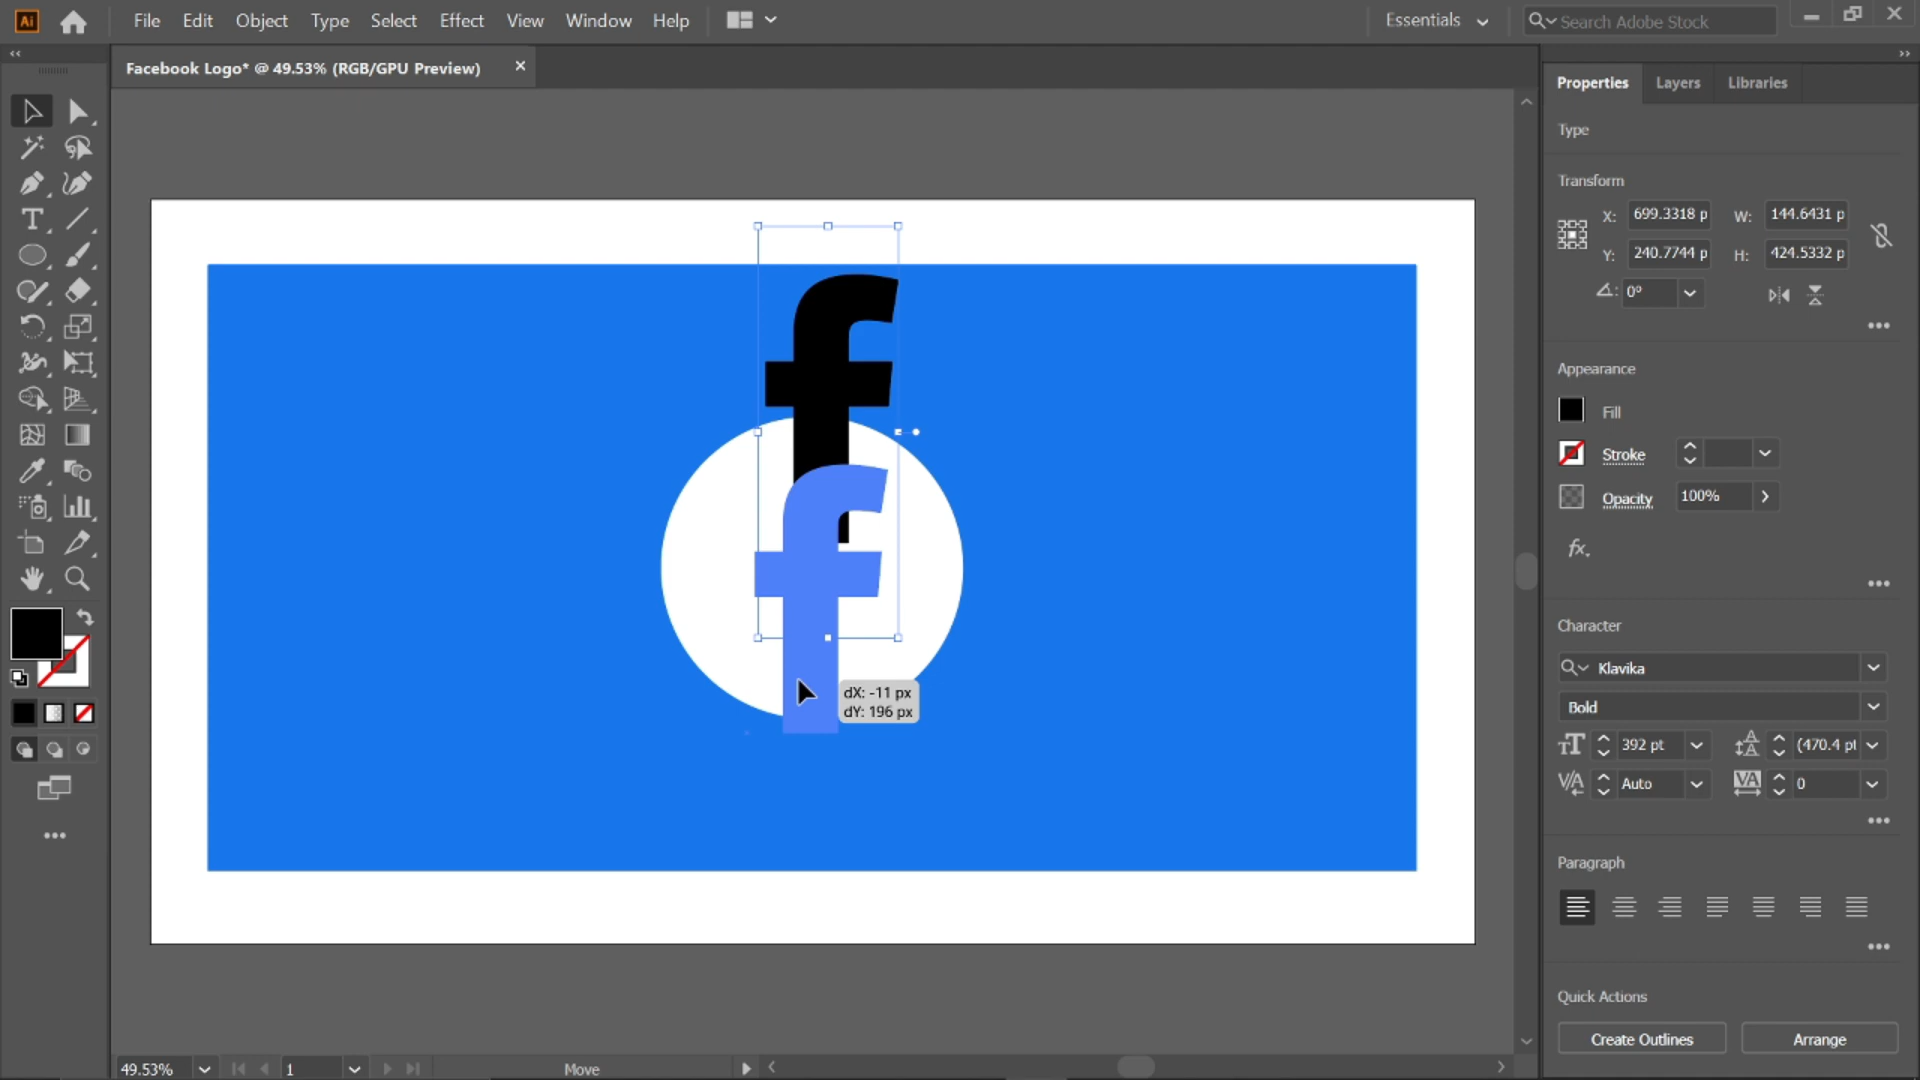 Ai File Edit Object Type Select Effect View Window Help Essentials Search Adobe Stock
Facebook Logo* @ 49.53% (RGB/GPU Preview)
Properties Layers Libraries
Type
Transform
X: 699.3318 p W: 144.6431 p
Y: 240.7744 p H: 424.5332 p
0°
Appearance
Fill
Stroke
Opacity 100%
fx.
f
f
dX: -11 px
dY: 196 px
Character
Klavika
Bold
392 pt (470.4 pt
Auto 0
Paragraph
Quick Actions
Create Outlines Arrange
49.53% 1 Move